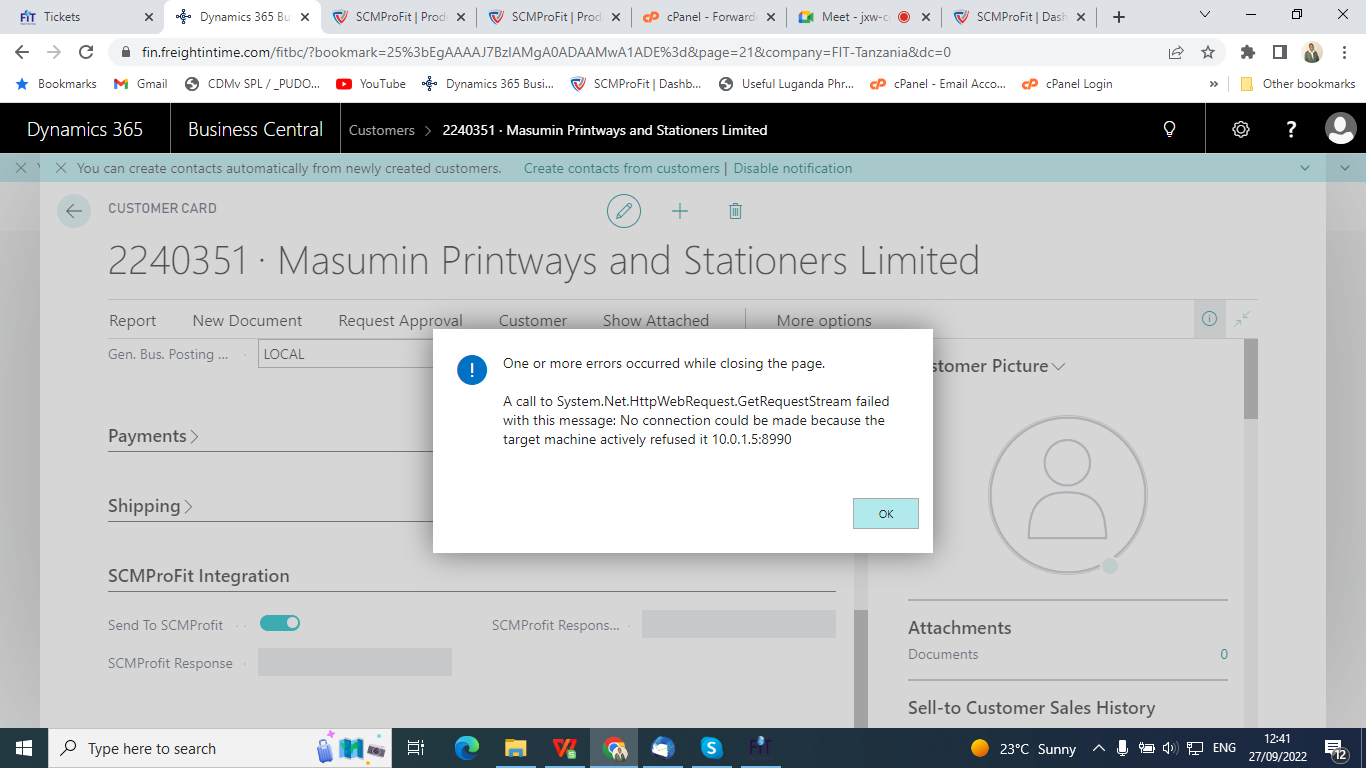 Tickets
Dynamics 365 Bu
SCMProFit | Prod
SCMProFit | Prod
cPanel - Forward
Meet - jxw-c
SCMProFit | Dash
fin.freightintime.com/fitbc/?bookmark=25%3bEgAAAAJ7BzIAMgA0ADAAMwA1ADE%3d&page=21&company=FIT-Tanzania&dc=0
Bookmarks
Gmail
CDMv SPL / _PUDO...
YouTube
Dynamics 365 Busi...
SCMProFit | Dashb...
Useful Luganda Phr...
cPanel - Email Acco...
cPanel Login
Other bookmarks
Dynamics 365
Business Central
Customers
2240351 · Masumin Printways and Stationers Limited
You can create contacts automatically from newly created customers. Create contacts from customers | Disable notification
CUSTOMER CARD
2240351 · Masumin Printways and Stationers Limited
Report New Document Request Approval Customer Show Attached More options
Gen. Bus. Posting ... LOCAL
stomer Picture
One or more errors occurred while closing the page.
A call to System.Net.HttpWebRequest.GetRequestStream failed
with this message: No connection could be made because the
target machine actively refused it 10.0.1.5:8990
OK
Payments
Shipping
SCMProFit Integration
Send To SCMProfit
SCMProfit Respons...
SCMProfit Response
Attachments
Documents 0
Sell-to Customer Sales History
Type here to search
23°C Sunny
ENG
12:41
27/09/2022
12